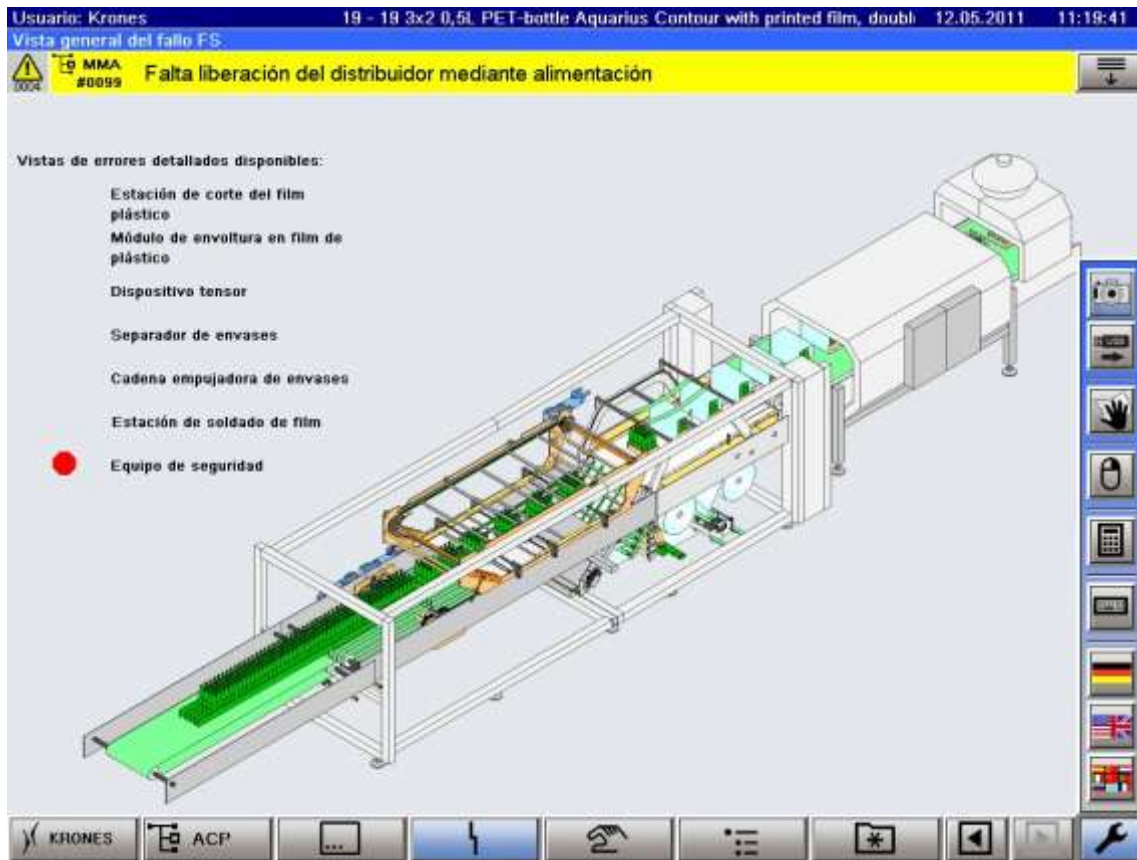 Usuario: Krones 19 - 19 3x2 0,5L PET-bottle Aquarius Contour with printed film, doubl 12.05.2011 11:19:41
Vista general del fallo FS
0004 MMA #0099 Falta liberación del distribuidor mediante alimentación
Vistas de errores detallados disponibles:
Estación de corte del film
plástico
Módulo de envoltura en film de
plástico
Dispositivo tensor
Separador de envases
Cadena empujadora de envases
Estación de soldado de film
Equipo de seguridad
KRONES ACP